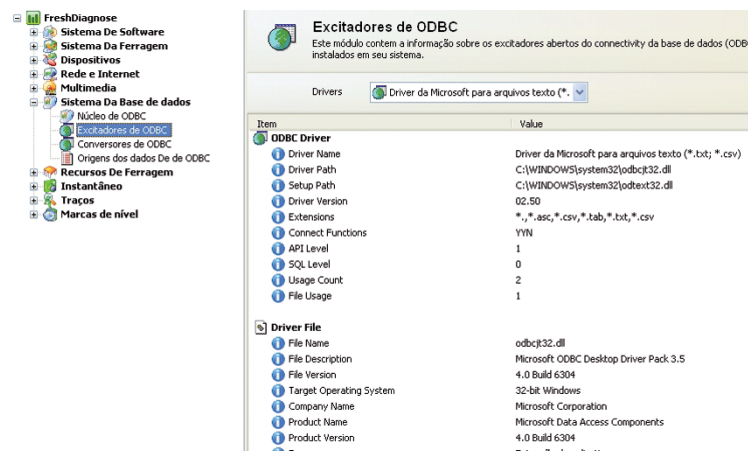 FreshDiagnose
Sistema De Software
Sistema Da Ferragem
Dispositivos
Rede e Internet
Multimedia
Sistema Da Base de dados
Núcleo de ODBC
Excitadores de ODBC
Conversores de ODBC
Origens dos dados De de ODBC
Recursos De Ferragem
Instantâneo
Traços
Marcas de nível
Excitadores de ODBC
Este módulo contem a informação sobre os excitadores abertos do connectivity da base de dados (ODB
instalados em seu sistema.
Drivers Driver da Microsoft para arquivos texto (*.
Item Value
ODBC Driver
Driver Name Driver da Microsoft para arquivos texto (*.txt; *.csv)
Driver Path C:\WINDOWS\system32\odbcjt32.dll
Setup Path C:\WINDOWS\system32\odtext32.dll
Driver Version 02.50
Extensions *.,*.asc,*.csv,*.tab,*.txt,*.csv
Connect Functions YYN
API Level 1
SQL Level 0
Usage Count 2
File Usage 1
Driver File
File Name odbcjt32.dll
File Description Microsoft ODBC Desktop Driver Pack 3.5
File Version 4.0 Build 6304
Target Operating System 32-bit Windows
Company Name Microsoft Corporation
Product Name Microsoft Data Access Components
Product Version 4.0 Build 6304